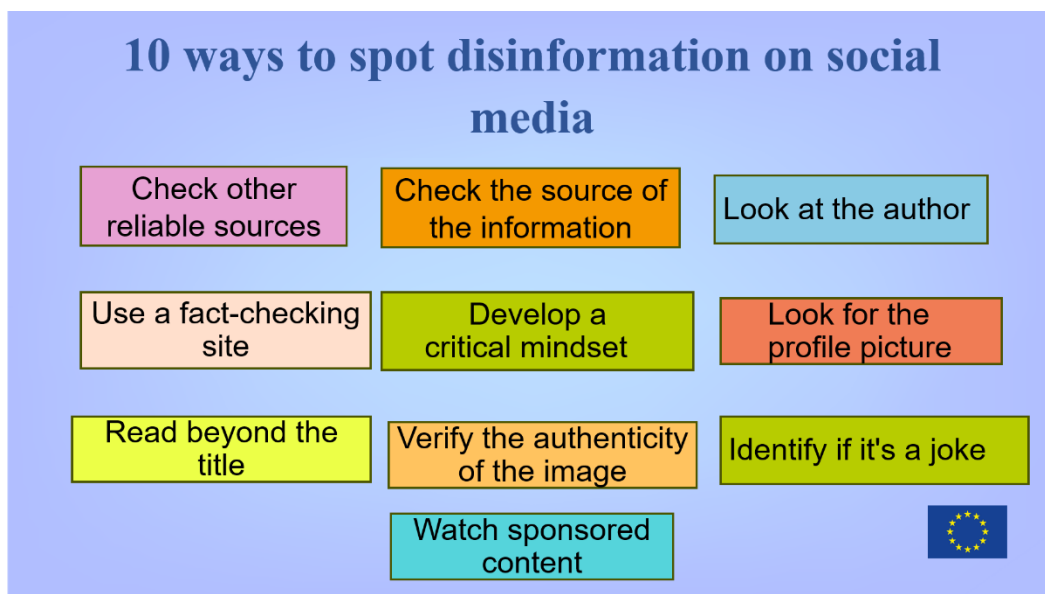 10 ways to spot disinformation on social
media
Check other
reliable sources
Check the source of
the information
Look at the author
Use a fact-checking
site
Develop a
critical mindset
Look for the
profile picture
Read beyond the
title
Verify the authenticity
of the image
Identify if it's a joke
Watch sponsored
content